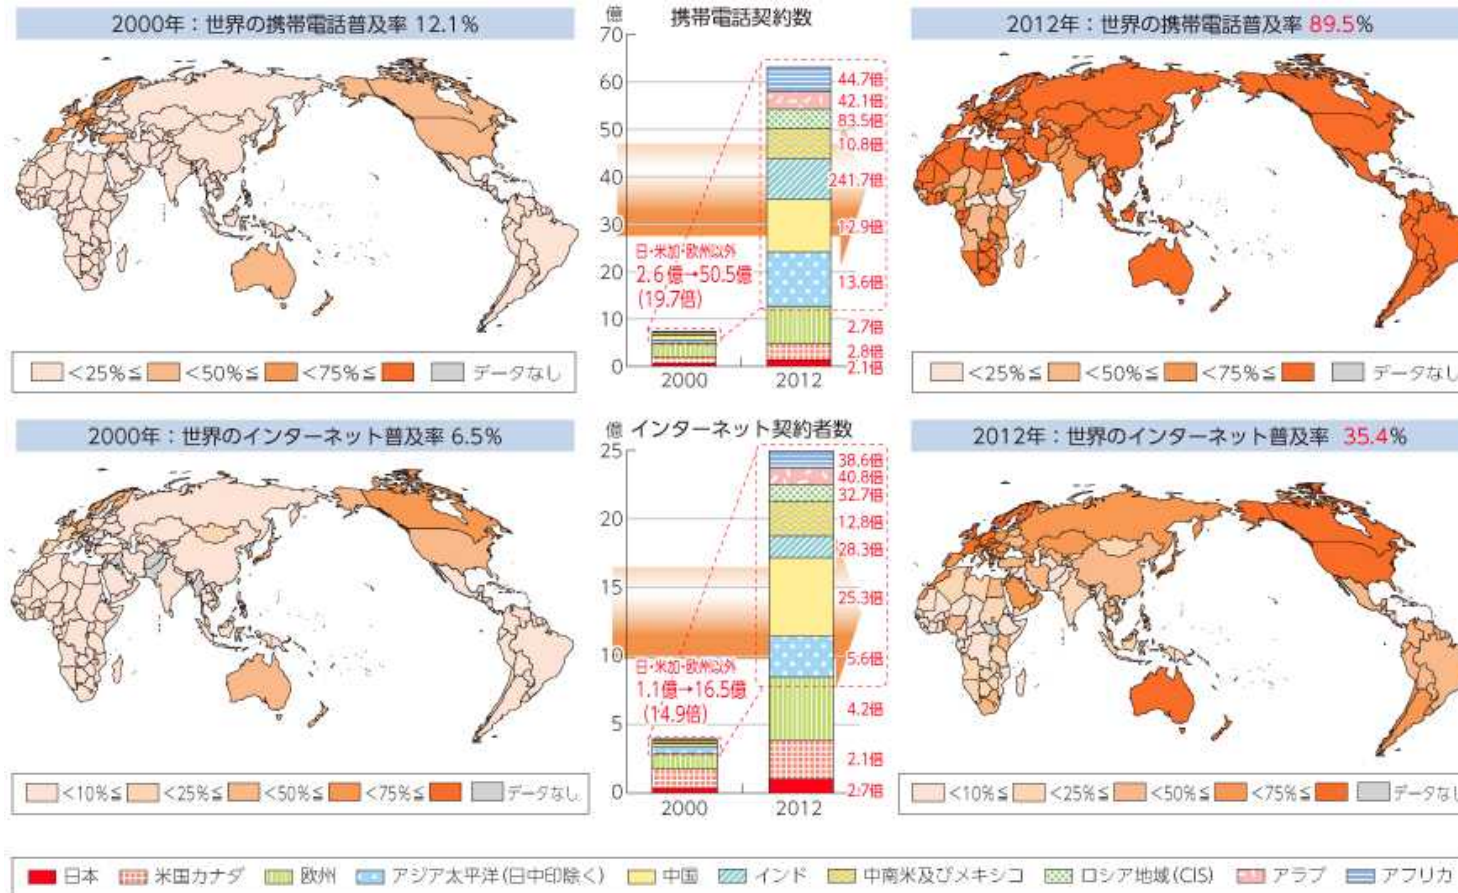 2000年：世界の携帯電話普及率 12.1%
<25%≦ <50%≦ <75%≦ データなし
億 携帯電話契約数
70
60
50
40
30
20
10
0
2000 2012
44.7倍
42.1倍
83.5倍
10.8倍
241.7倍
12.9倍
13.6倍
2.7倍
2.8倍
2.1倍
日・米加・欧州以外
2.6億→50.5億
(19.7倍)
2012年：世界の携帯電話普及率 89.5%
<25%≦ <50%≦ <75%≦ データなし
2000年：世界のインターネット普及率 6.5%
<10%≦ <25%≦ <50%≦ <75%≦ データなし
億 インターネット契約者数
25
20
15
10
5
0
2000 2012
38.6倍
40.8倍
32.7倍
12.8倍
28.3倍
25.3倍
5.6倍
4.2倍
2.1倍
2.7倍
日・米加・欧州以外
1.1億→16.5億
(14.9倍)
2012年：世界のインターネット普及率 35.4%
<10%≦ <25%≦ <50%≦ <75%≦ データなし
日本 米国カナダ 欧州 アジア太平洋(日中印除く) 中国 インド 中南米及びメキシコ ロシア地域(CIS) アラブ アフリカ